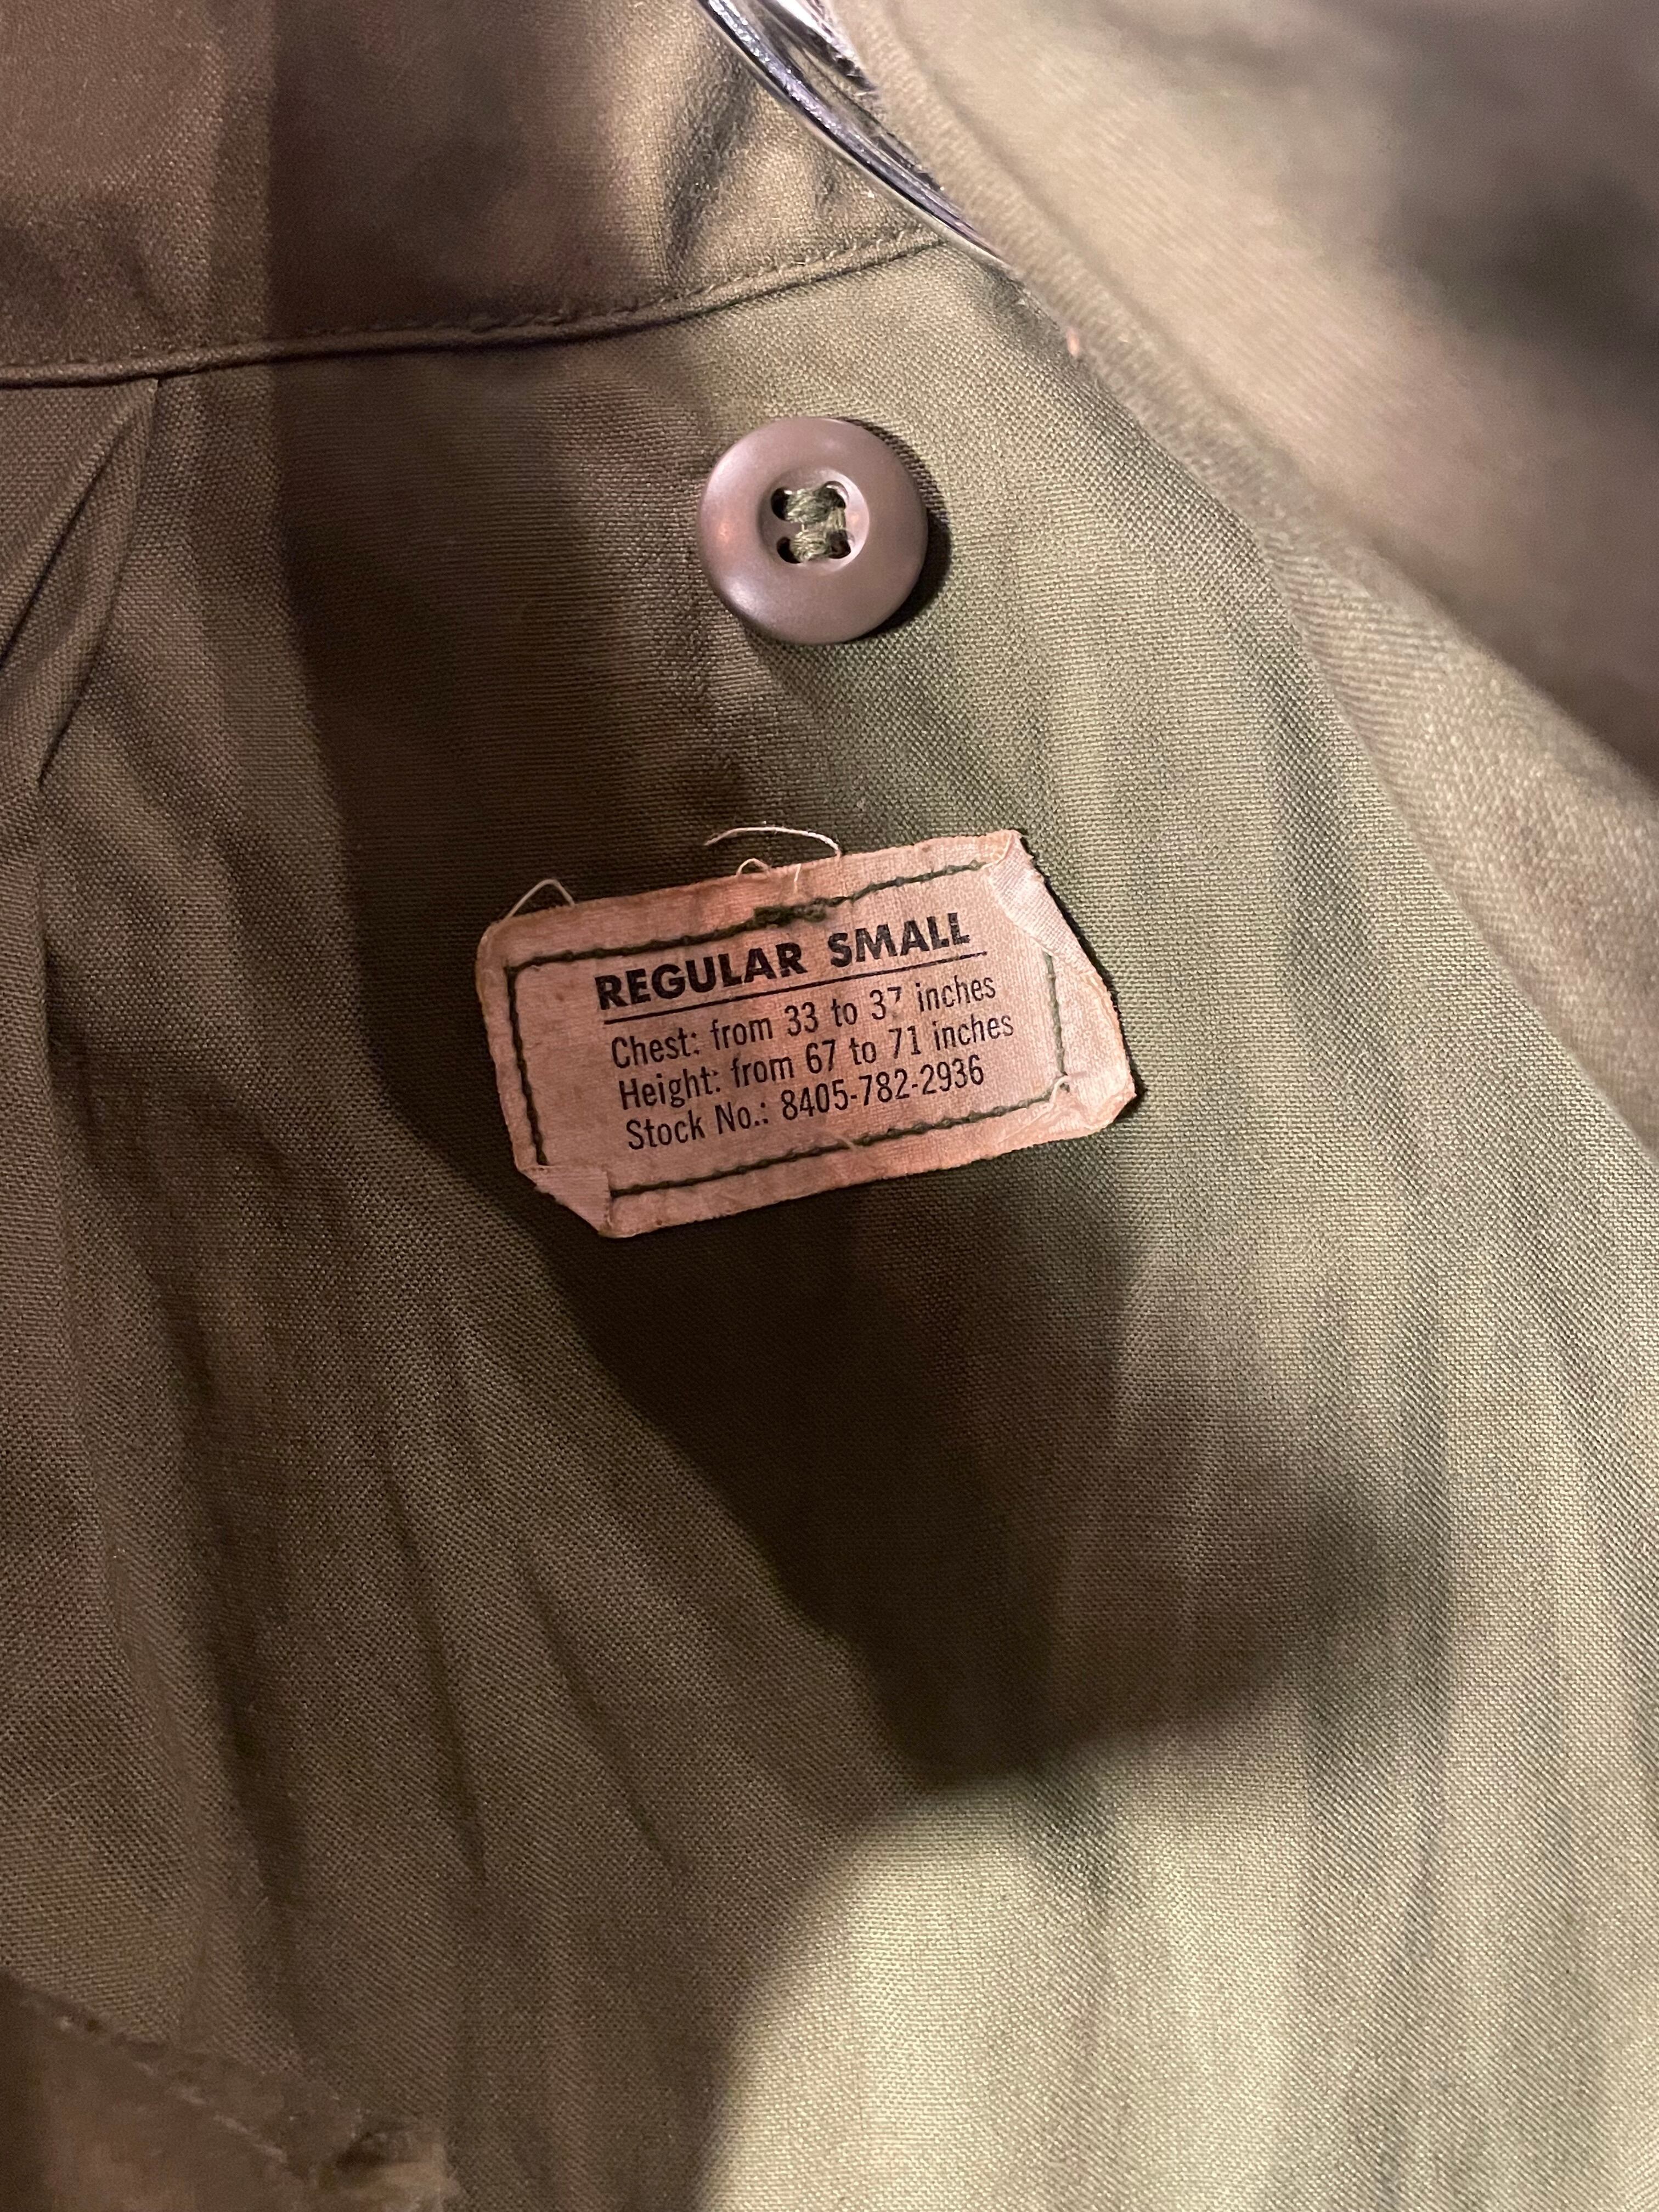 REGULAR SMALL
Chest: from 33 to 37 inches
Height: from 67 to 71 inches
Stock No.: 8405-782-2936